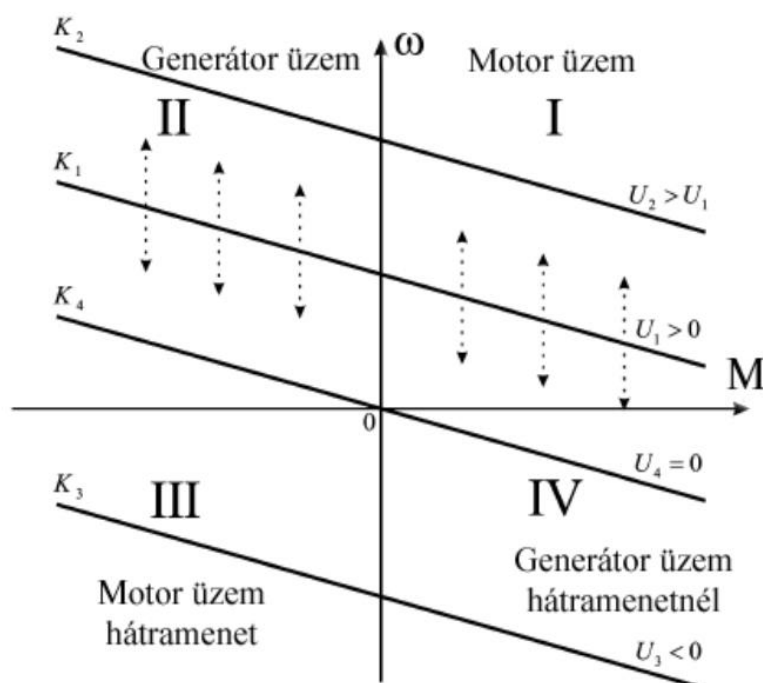 K₂
Generátor üzem
ω
Motor üzem
II
I
K₁
U₂ > U₁
K₄
U₁ > 0
M
0
U₄ = 0
K₃
III
IV
Motor üzem
hátramenet
Generátor üzem
hátramenetnél
U₃ < 0